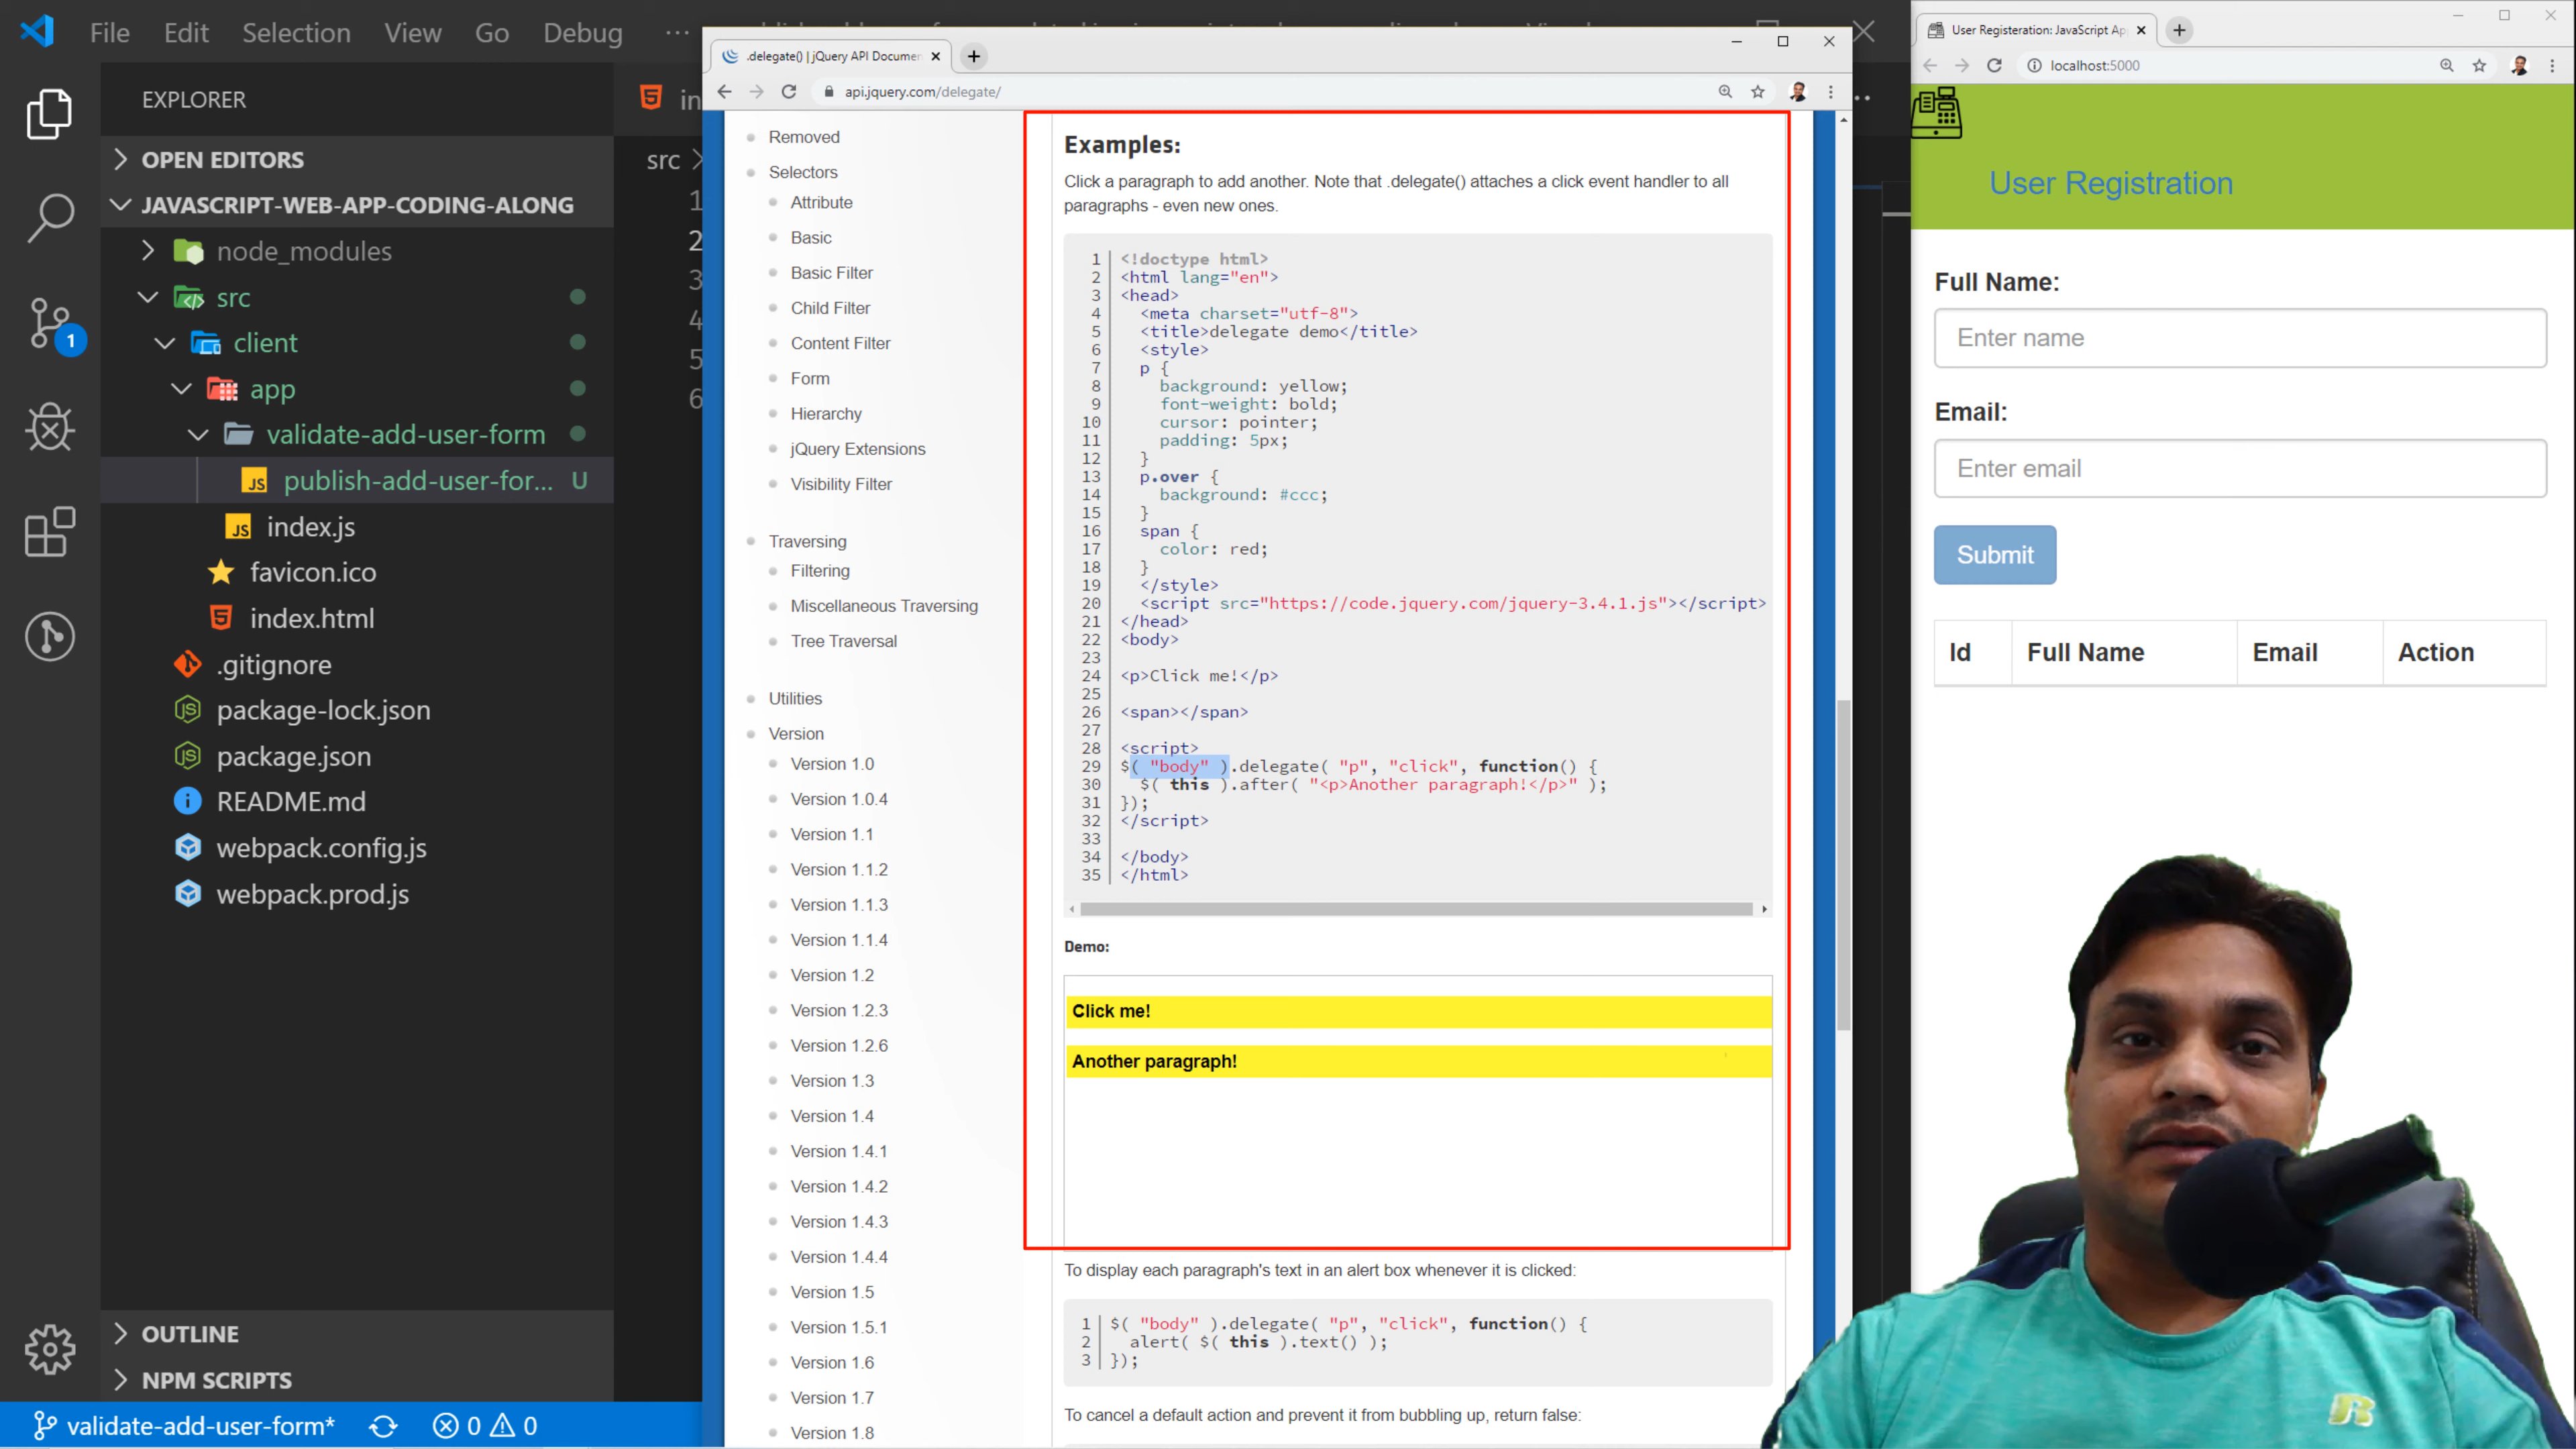 File Edit Selection View Go Debug ...
EXPLORER
OPEN EDITORS
JAVASCRIPT-WEB-APP-CODING-ALONG
node_modules
src
client
app
validate-add-user-form
publish-add-user-for... U
index.js
favicon.ico
index.html
.gitignore
package-lock.json
package.json
README.md
webpack.config.js
webpack.prod.js
OUTLINE
NPM SCRIPTS
validate-add-user-form* 0 0
1
in
src
1
2
3
4
5
6
.delegate() | jQuery API Documen
api.jquery.com/delegate/
Removed
Selectors
Attribute
Basic
Basic Filter
Child Filter
Content Filter
Form
Hierarchy
jQuery Extensions
Visibility Filter
Traversing
Filtering
Miscellaneous Traversing
Tree Traversal
Utilities
Version
Version 1.0
Version 1.0.4
Version 1.1
Version 1.1.2
Version 1.1.3
Version 1.1.4
Version 1.2
Version 1.2.3
Version 1.2.6
Version 1.3
Version 1.4
Version 1.4.1
Version 1.4.2
Version 1.4.3
Version 1.4.4
Version 1.5
Version 1.5.1
Version 1.6
Version 1.7
Version 1.8
Examples:
Click a paragraph to add another. Note that .delegate() attaches a click event handler to all
paragraphs - even new ones.
1 <!doctype html>
2 <html lang="en">
3 <head>
4 <meta charset="utf-8">
5 <title>delegate demo</title>
6 <style>
7 p {
8 background: yellow;
9 font-weight: bold;
10 cursor: pointer;
11 padding: 5px;
12 }
13 p.over {
14 background: #ccc;
15 }
16 span {
17 color: red;
18 }
19 </style>
20 <script src="https://code.jquery.com/jquery-3.4.1.js"></script>
21 </head>
22 <body>
23
24 <p>Click me!</p>
25
26 <span></span>
27
28 <script>
29 $( "body" ).delegate( "p", "click", function() {
30 $( this ).after( "<p>Another paragraph!</p>" );
31 });
32 </script>
33
34 </body>
35 </html>
Demo:
Click me!
Another paragraph!
To display each paragraph's text in an alert box whenever it is clicked:
1 $( "body" ).delegate( "p", "click", function() {
2 alert( $( this ).text() );
3 });
To cancel a default action and prevent it from bubbling up, return false:
User Registeration: JavaScript Ap
localhost:5000
User Registration
Full Name:
Enter name
Email:
Enter email
Submit
Id Full Name Email Action
R